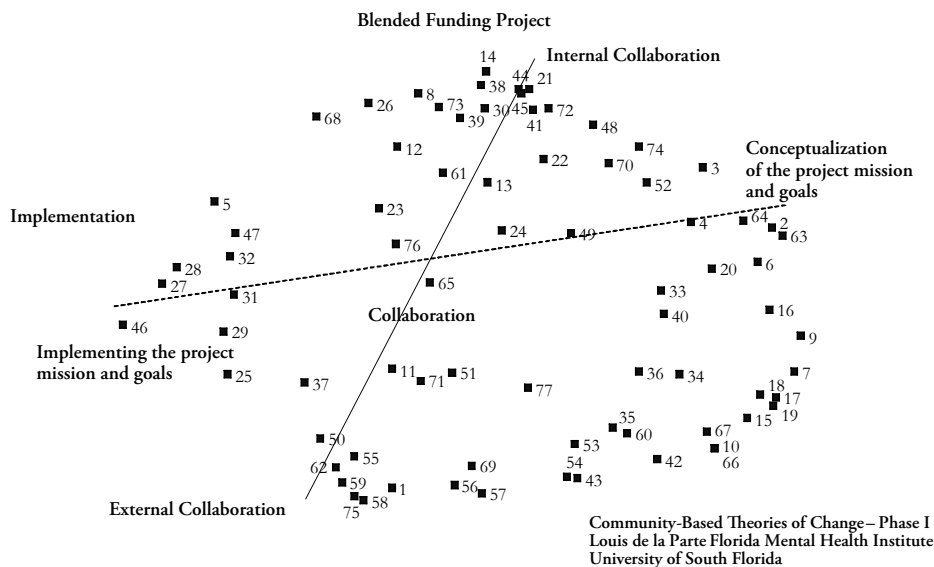 Blended Funding Project
14
Internal Collaboration
44 21
38
8
26 73 30 45 72
68 39 41 48
12 74
Conceptualization
of the project mission
and goals
22 70 3
61
13 52
5
23
Implementation
64 2
4
47 24 49 63
76
32 6
28 20
27 65
31 33
16
Collaboration 40
46 29 9
Implementing the project
mission and goals
11 51 36 34 7
25 71
37 77 18
17
19
15
35
50 60 67
53 10
55 54 42 66
62 69
59 1 56 43
75 58 57
External Collaboration
Community-Based Theories of Change – Phase I
Louis de la Parte Florida Mental Health Institute
University of South Florida